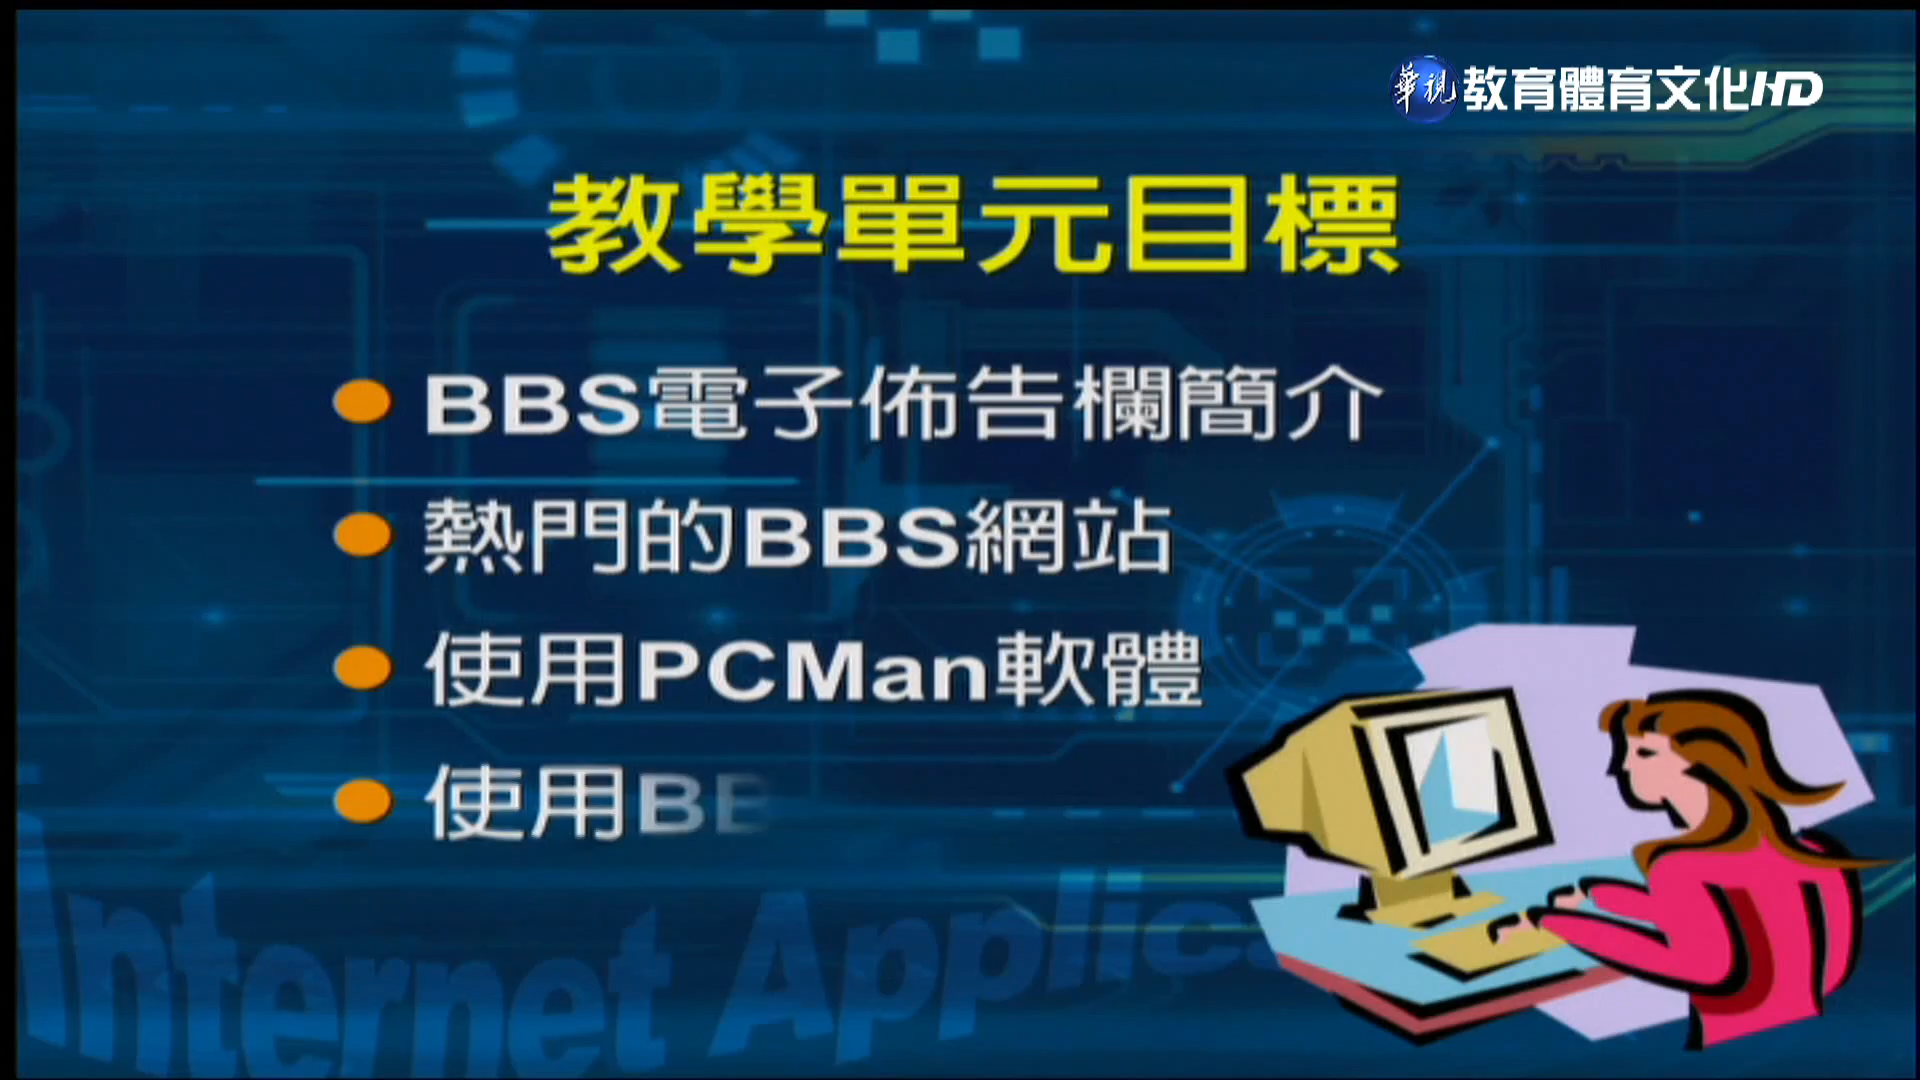 華視 教育體育文化HD
教學單元目標
BBS電子佈告欄簡介
熱門的BBS網站
使用PCMan軟體
使用BB
Internet Applic